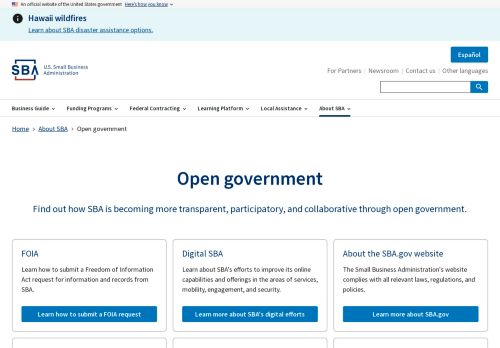 An official website of the United States government Here's how you know
Hawaii wildfires
Learn about SBA disaster assistance options.
Español
SBA U.S. Small Business
Administration
For Partners Newsroom Contact us Other languages
Business Guide Funding Programs Federal Contracting Learning Platform Local Assistance About SBA
Home About SBA Open government
Open government
Find out how SBA is becoming more transparent, participatory, and collaborative through open government.
FOIA
Learn how to submit a Freedom of Information
Act request for information and records from
SBA.
Learn how to submit a FOIA request
Digital SBA
Learn about SBA's efforts to improve its online
capabilities and offerings in the areas of services,
mobility, engagement, and security.
Learn more about SBA's digital efforts
About the SBA.gov website
The Small Business Administration's website
complies with all relevant laws, regulations, and
policies.
Learn more about SBA.gov